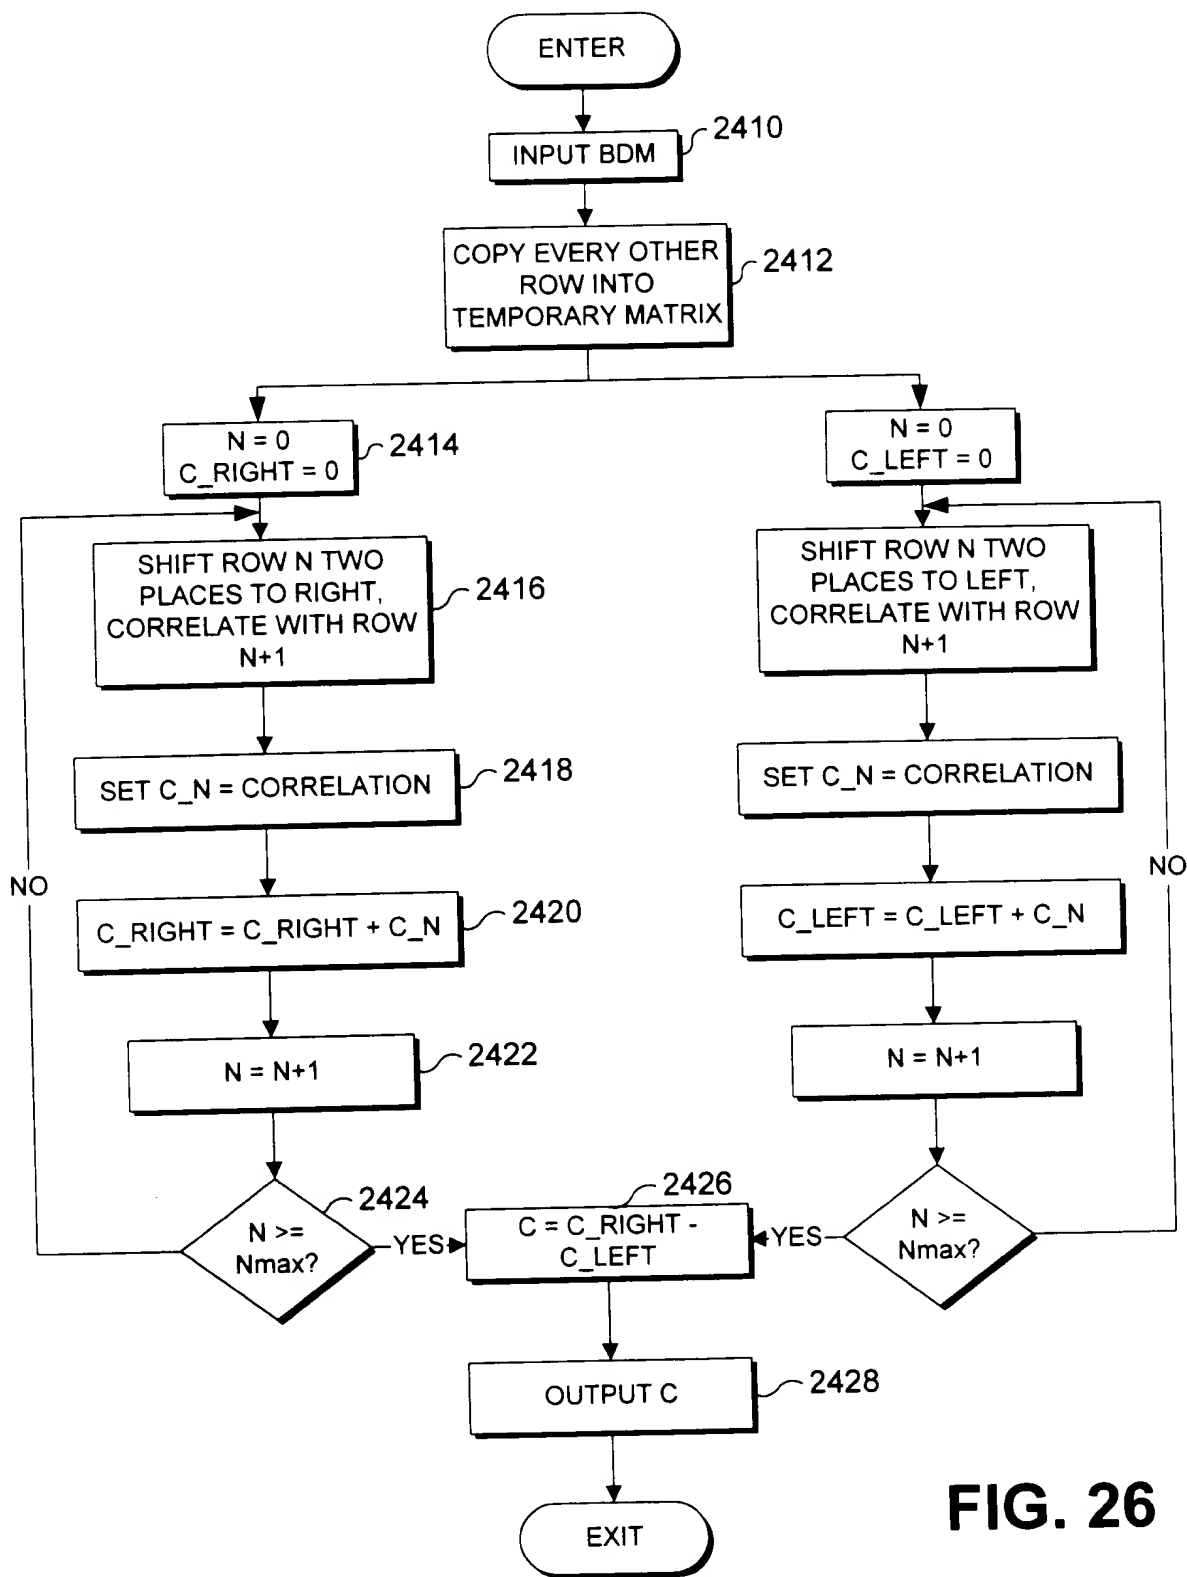 ENTER
INPUT BDM
2410
COPY EVERY OTHER
ROW INTO
TEMPORARY MATRIX
2412
N = 0
C_RIGHT = 0
2414
N = 0
C_LEFT = 0
SHIFT ROW N TWO
PLACES TO RIGHT,
CORRELATE WITH ROW
N+1
2416
SHIFT ROW N TWO
PLACES TO LEFT,
CORRELATE WITH ROW
N+1
SET C_N = CORRELATION
2418
SET C_N = CORRELATION
NO
NO
C_RIGHT = C_RIGHT + C_N
2420
C_LEFT = C_LEFT + C_N
N = N+1
2422
N = N+1
N >=
Nmax?
2424
YES
C = C_RIGHT -
C_LEFT
2426
YES
N >=
Nmax?
OUTPUT C
2428
EXIT
FIG. 26